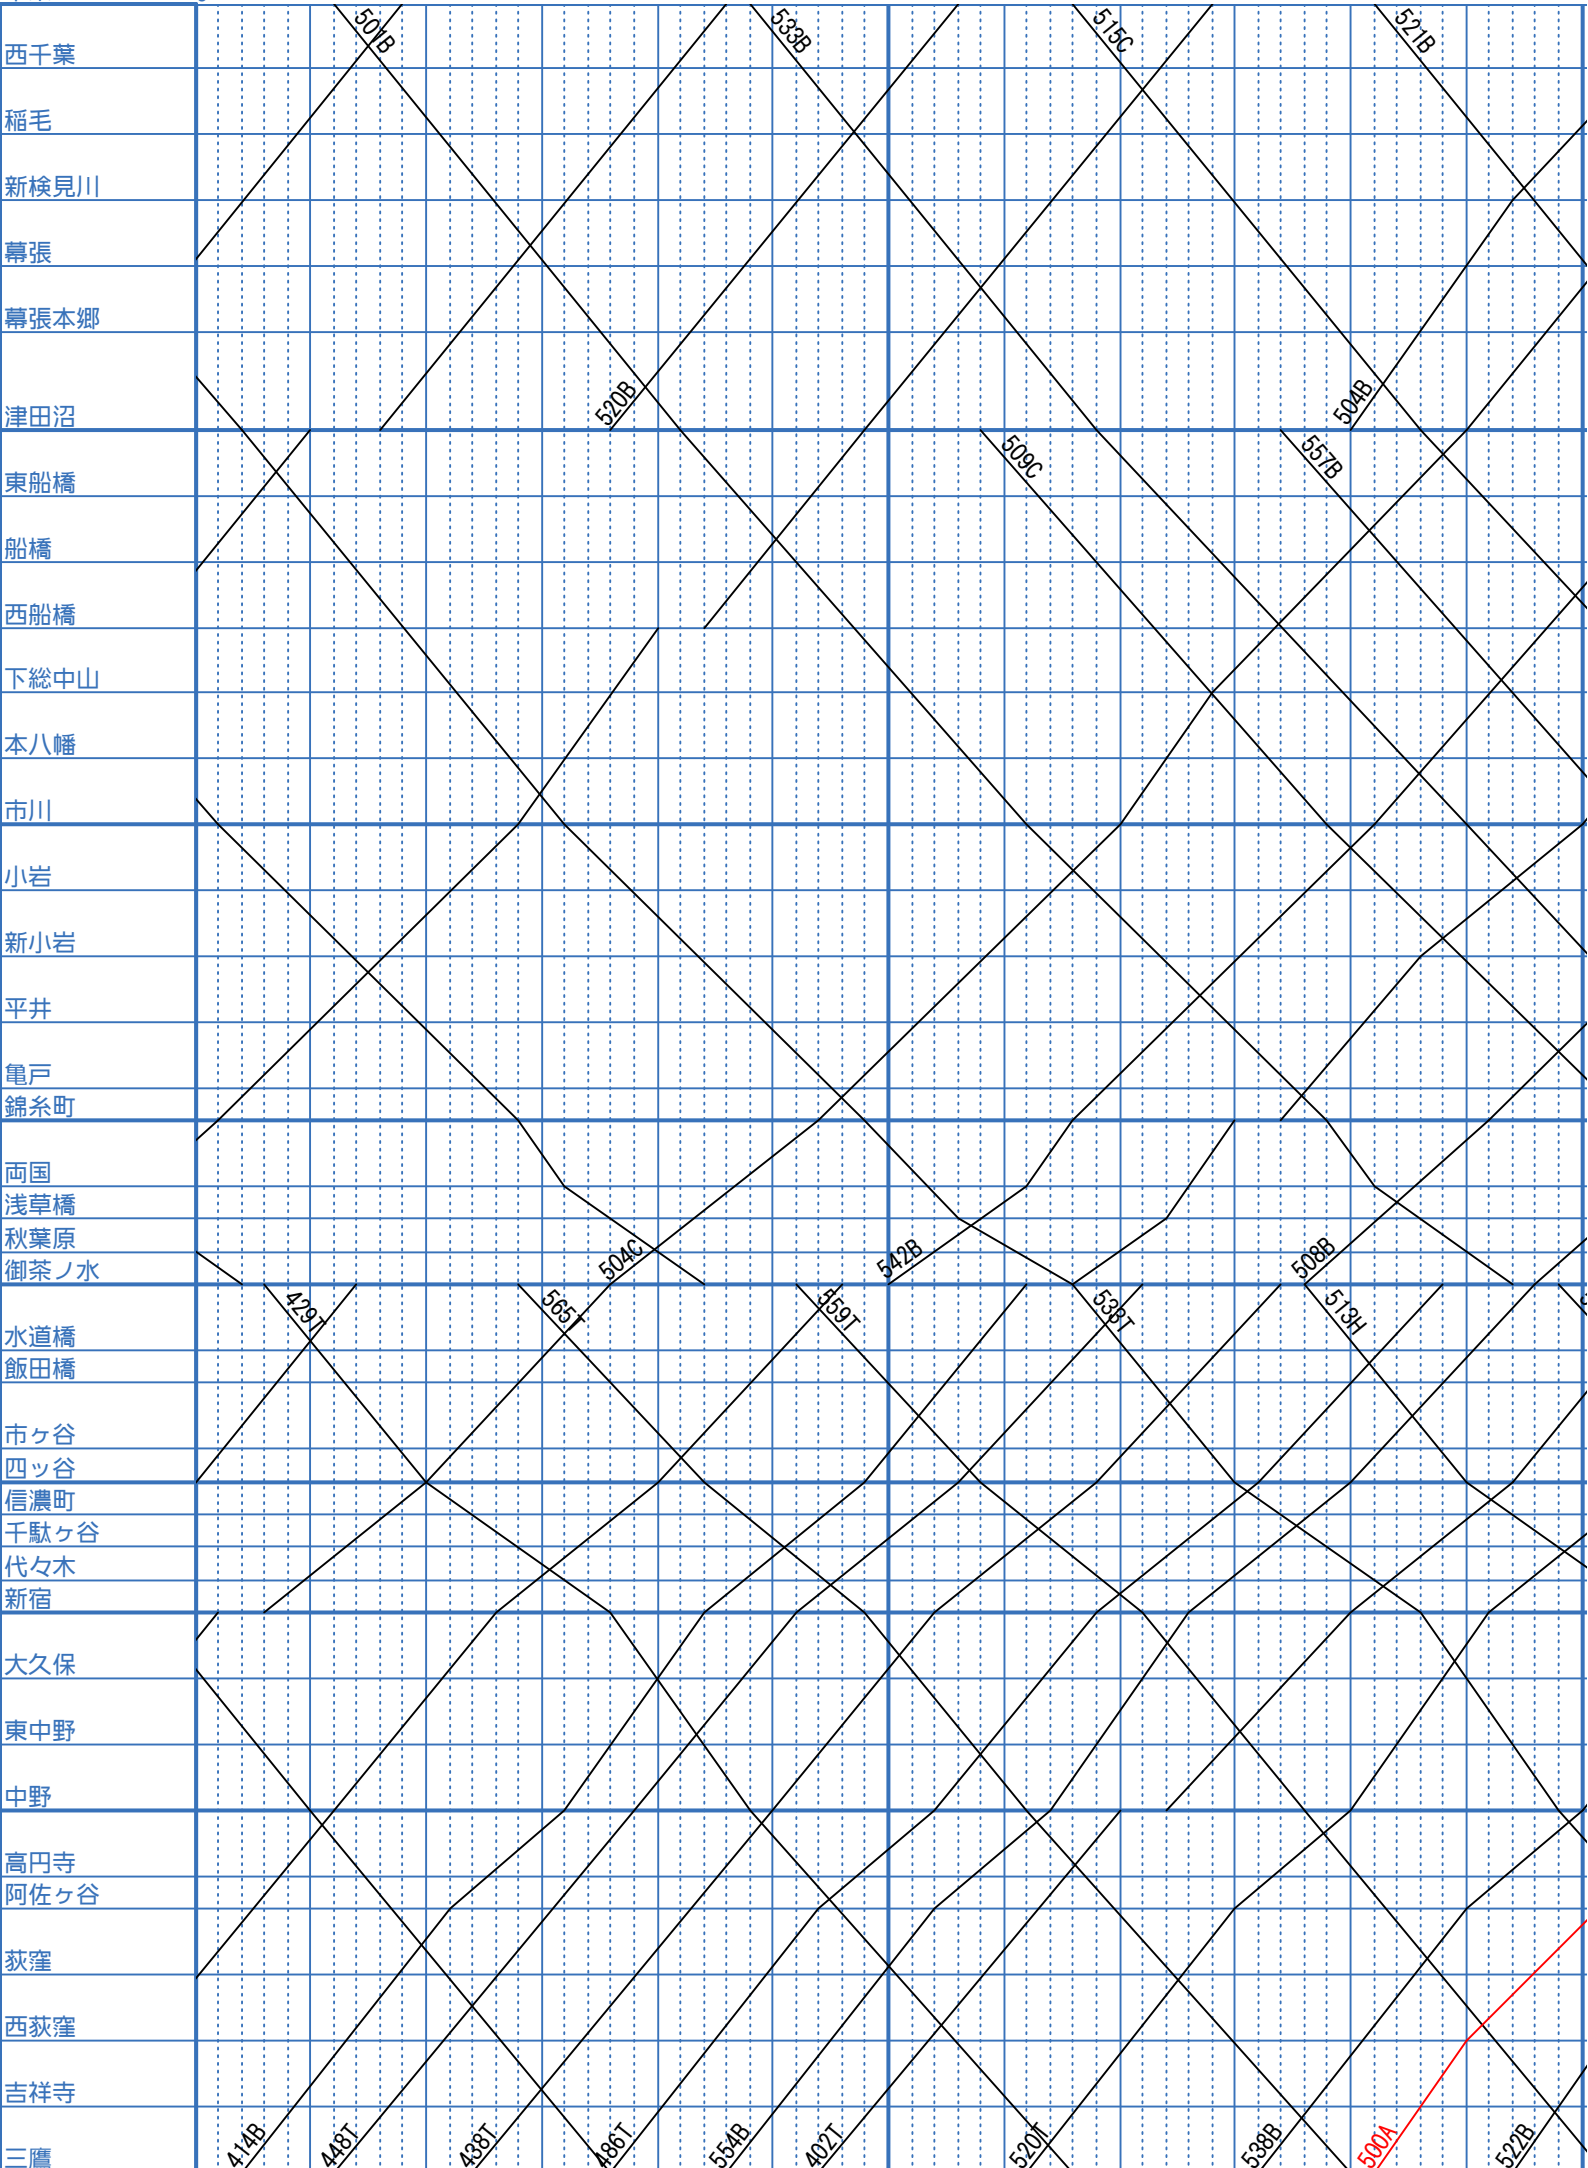 501B
533B
515C
521B
西千葉
稲毛
新検見川
幕張
幕張本郷
津田沼
520B
504B
509C
557B
東船橋
船橋
西船橋
下総中山
本八幡
市川
小岩
新小岩
平井
亀戸
錦糸町
両国
浅草橋
秋葉原
御茶ノ水
504C
542B
508B
429T
565T
559T
533T
513H
水道橋
飯田橋
市ヶ谷
四ッ谷
信濃町
千駄ヶ谷
代々木
新宿
大久保
東中野
中野
高円寺
阿佐ヶ谷
荻窪
西荻窪
吉祥寺
三鷹
414B
448T
438T
486T
554B
402T
520T
538B
500A
522B